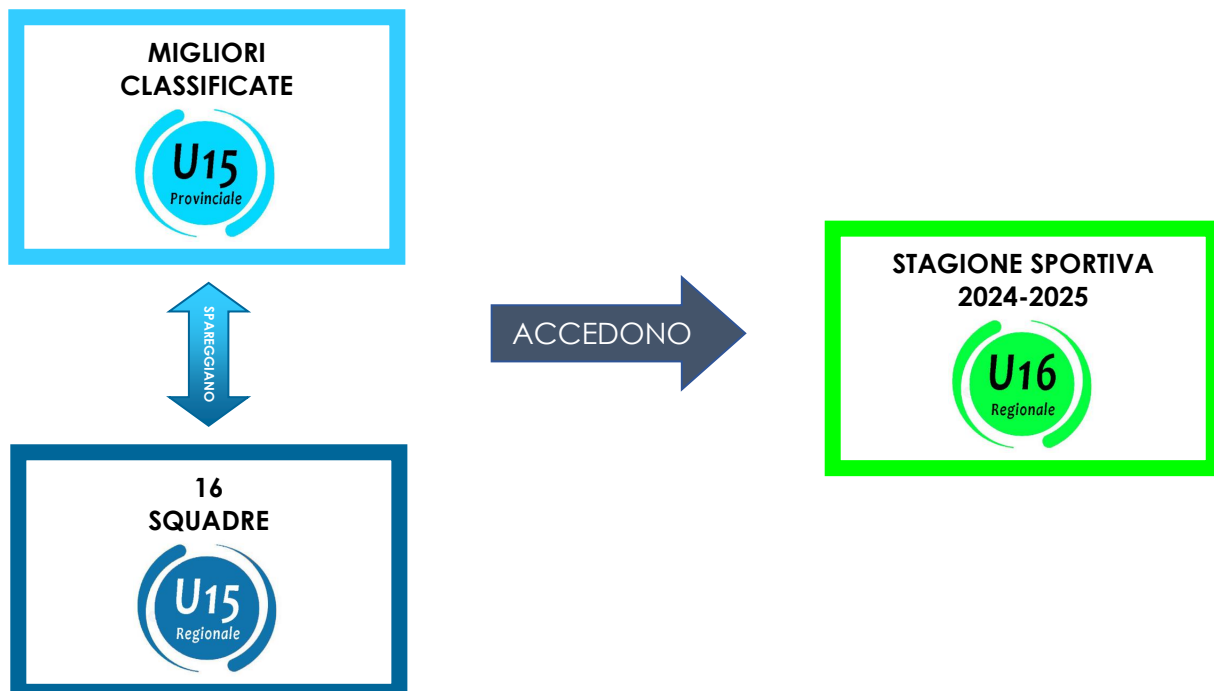 MIGLIORI
CLASSIFICATE
U15
Provinciale
SPAREGGIANO
16
SQUADRE
U15
Regionale
ACCEDONO
STAGIONE SPORTIVA
2024-2025
U16
Regionale